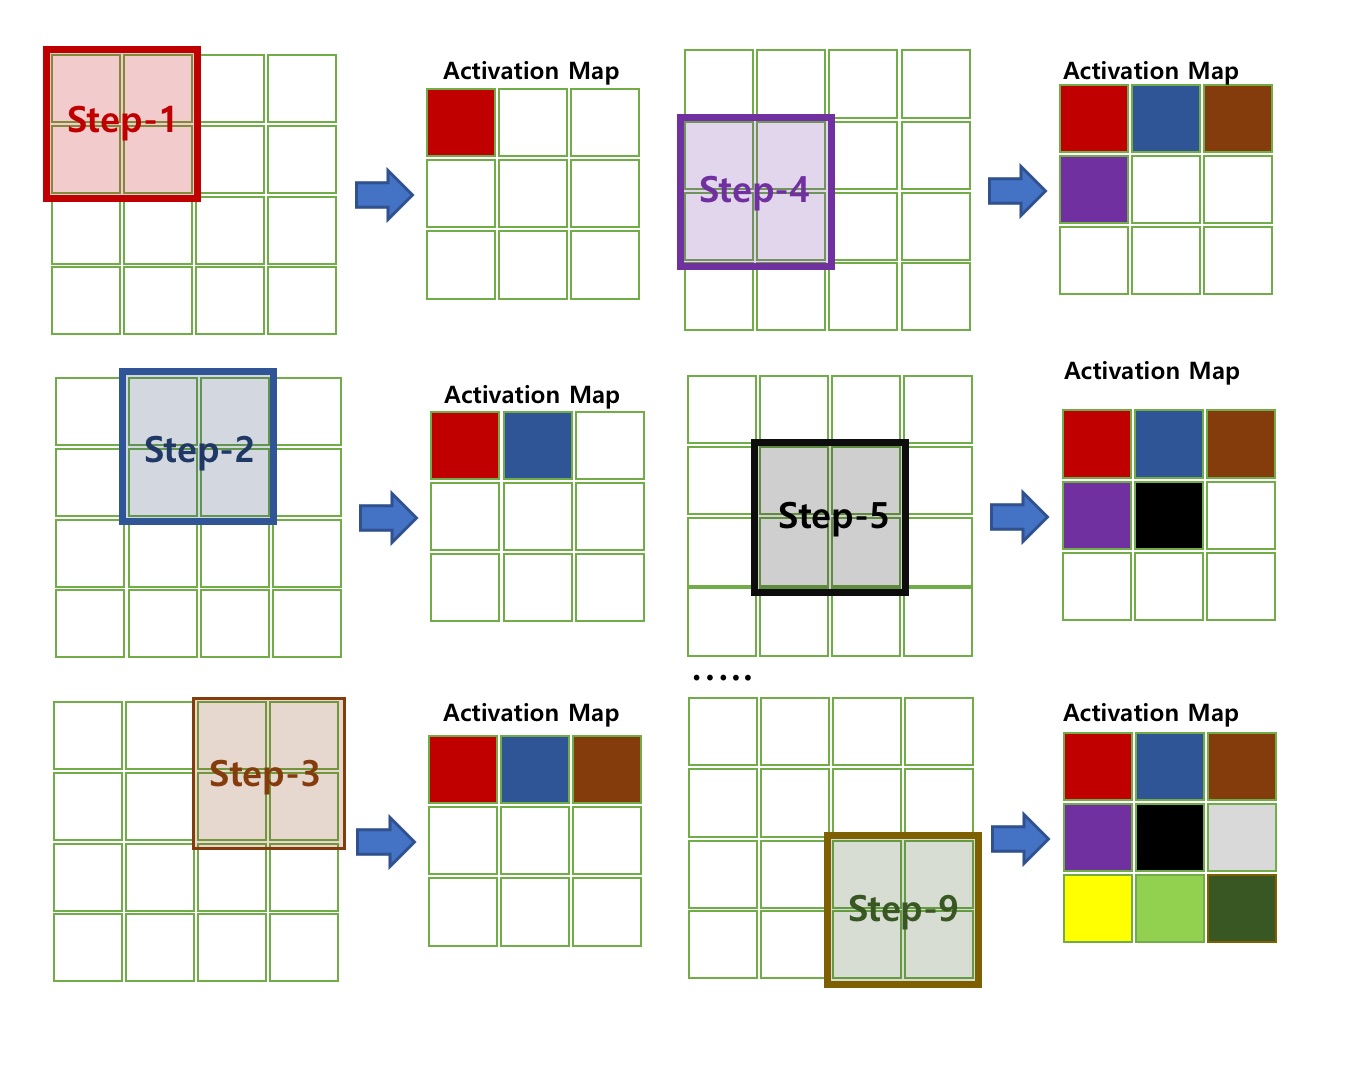 Activation Map
Step-1
Activation Map
Step-2
Activation Map
Step-3
Activation Map
Step-4
Activation Map
Step-5
.....
Activation Map
Step-9